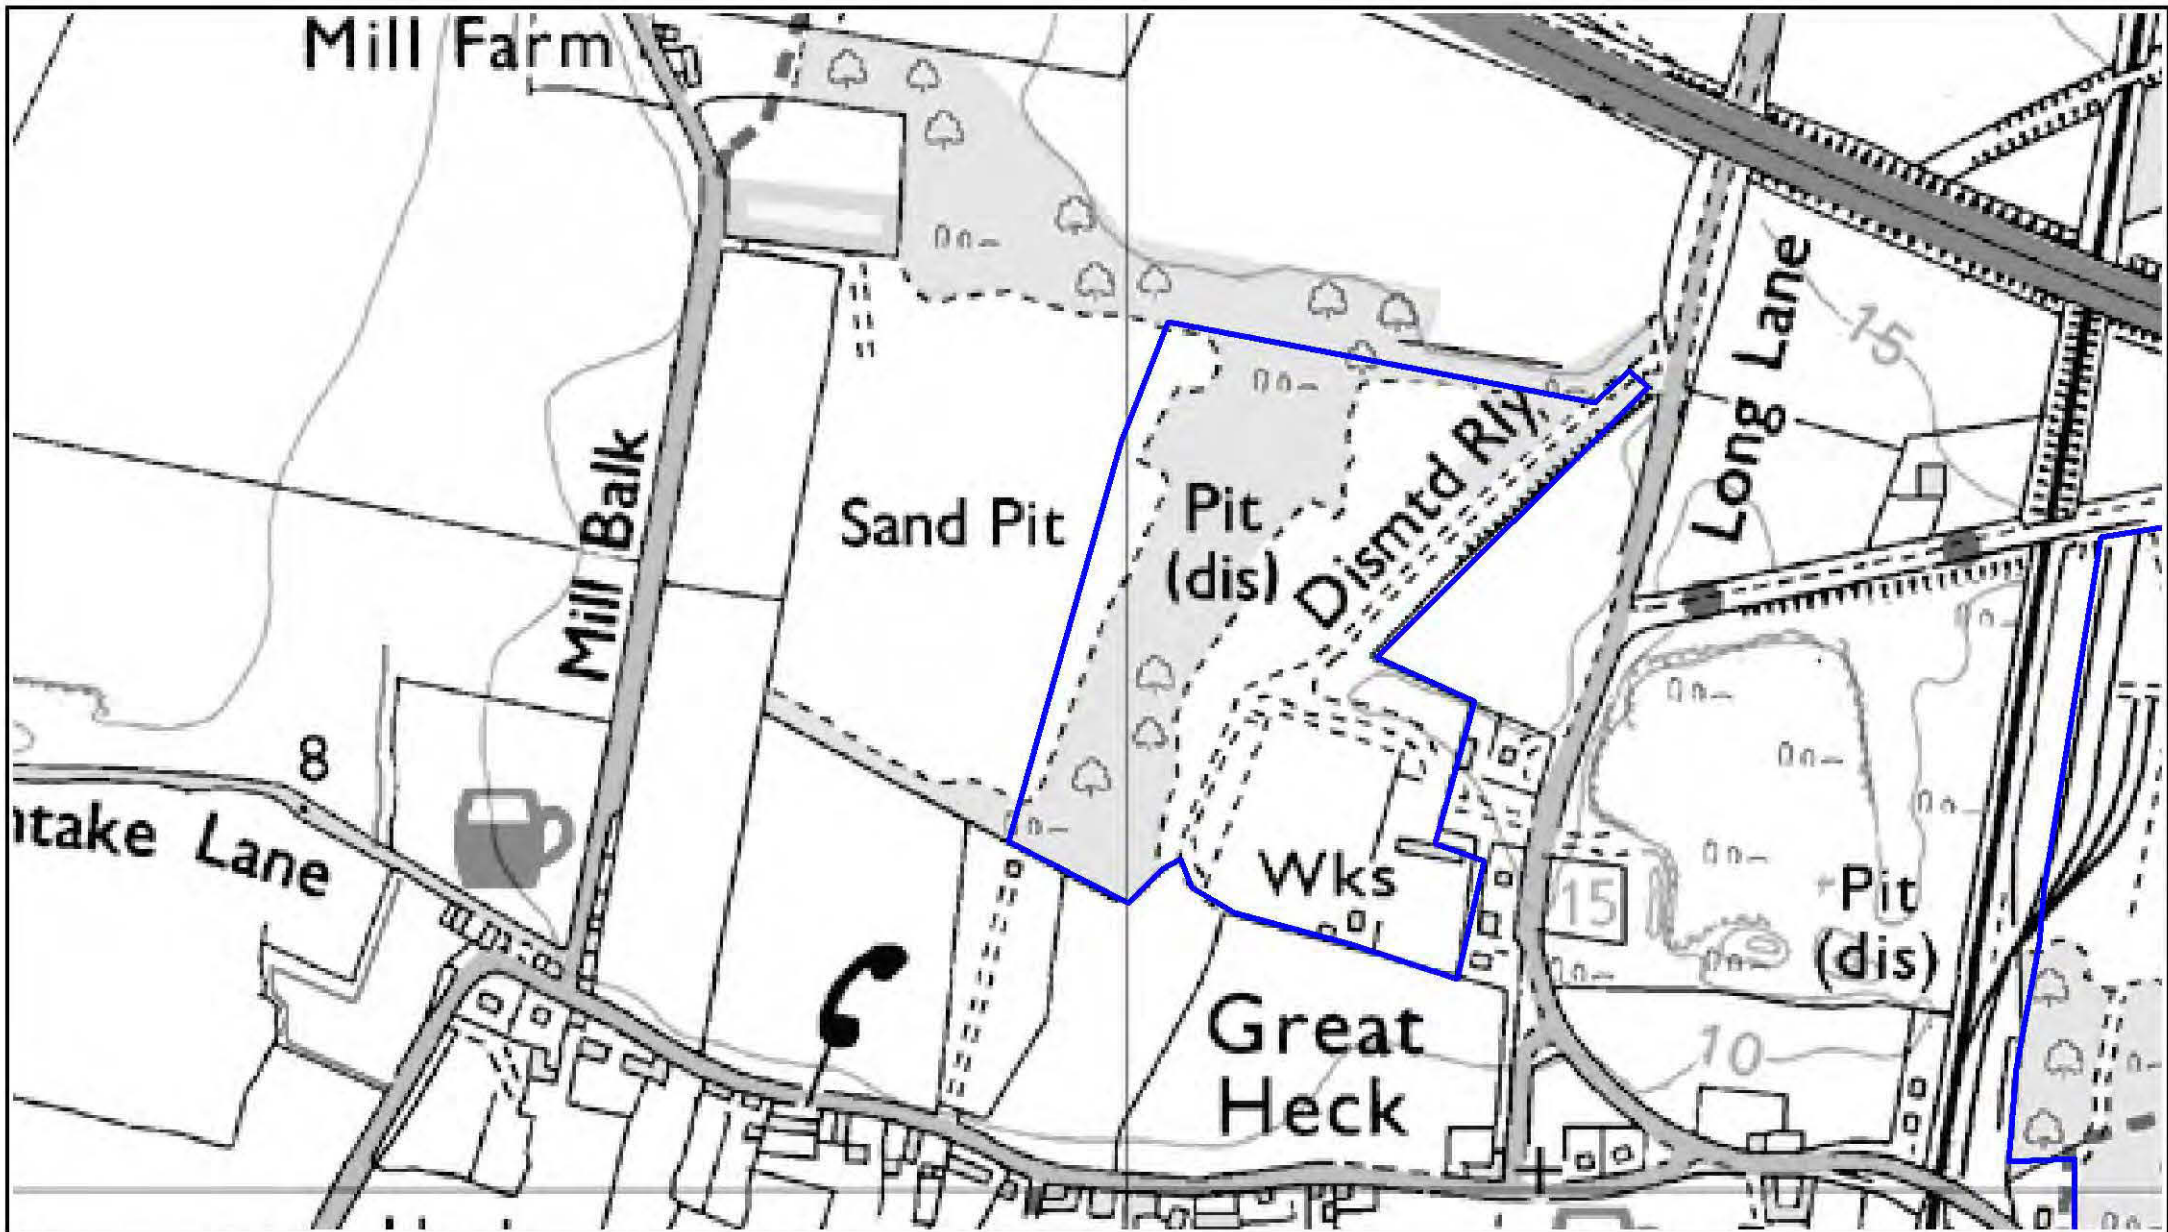 Mill Farm
Long Lane
15
Mill Balk
Sand Pit
Pit
(dis)
Dismtd Rly
8
ntake Lane
Wks
15
Pit
(dis)
Great
Heck
10